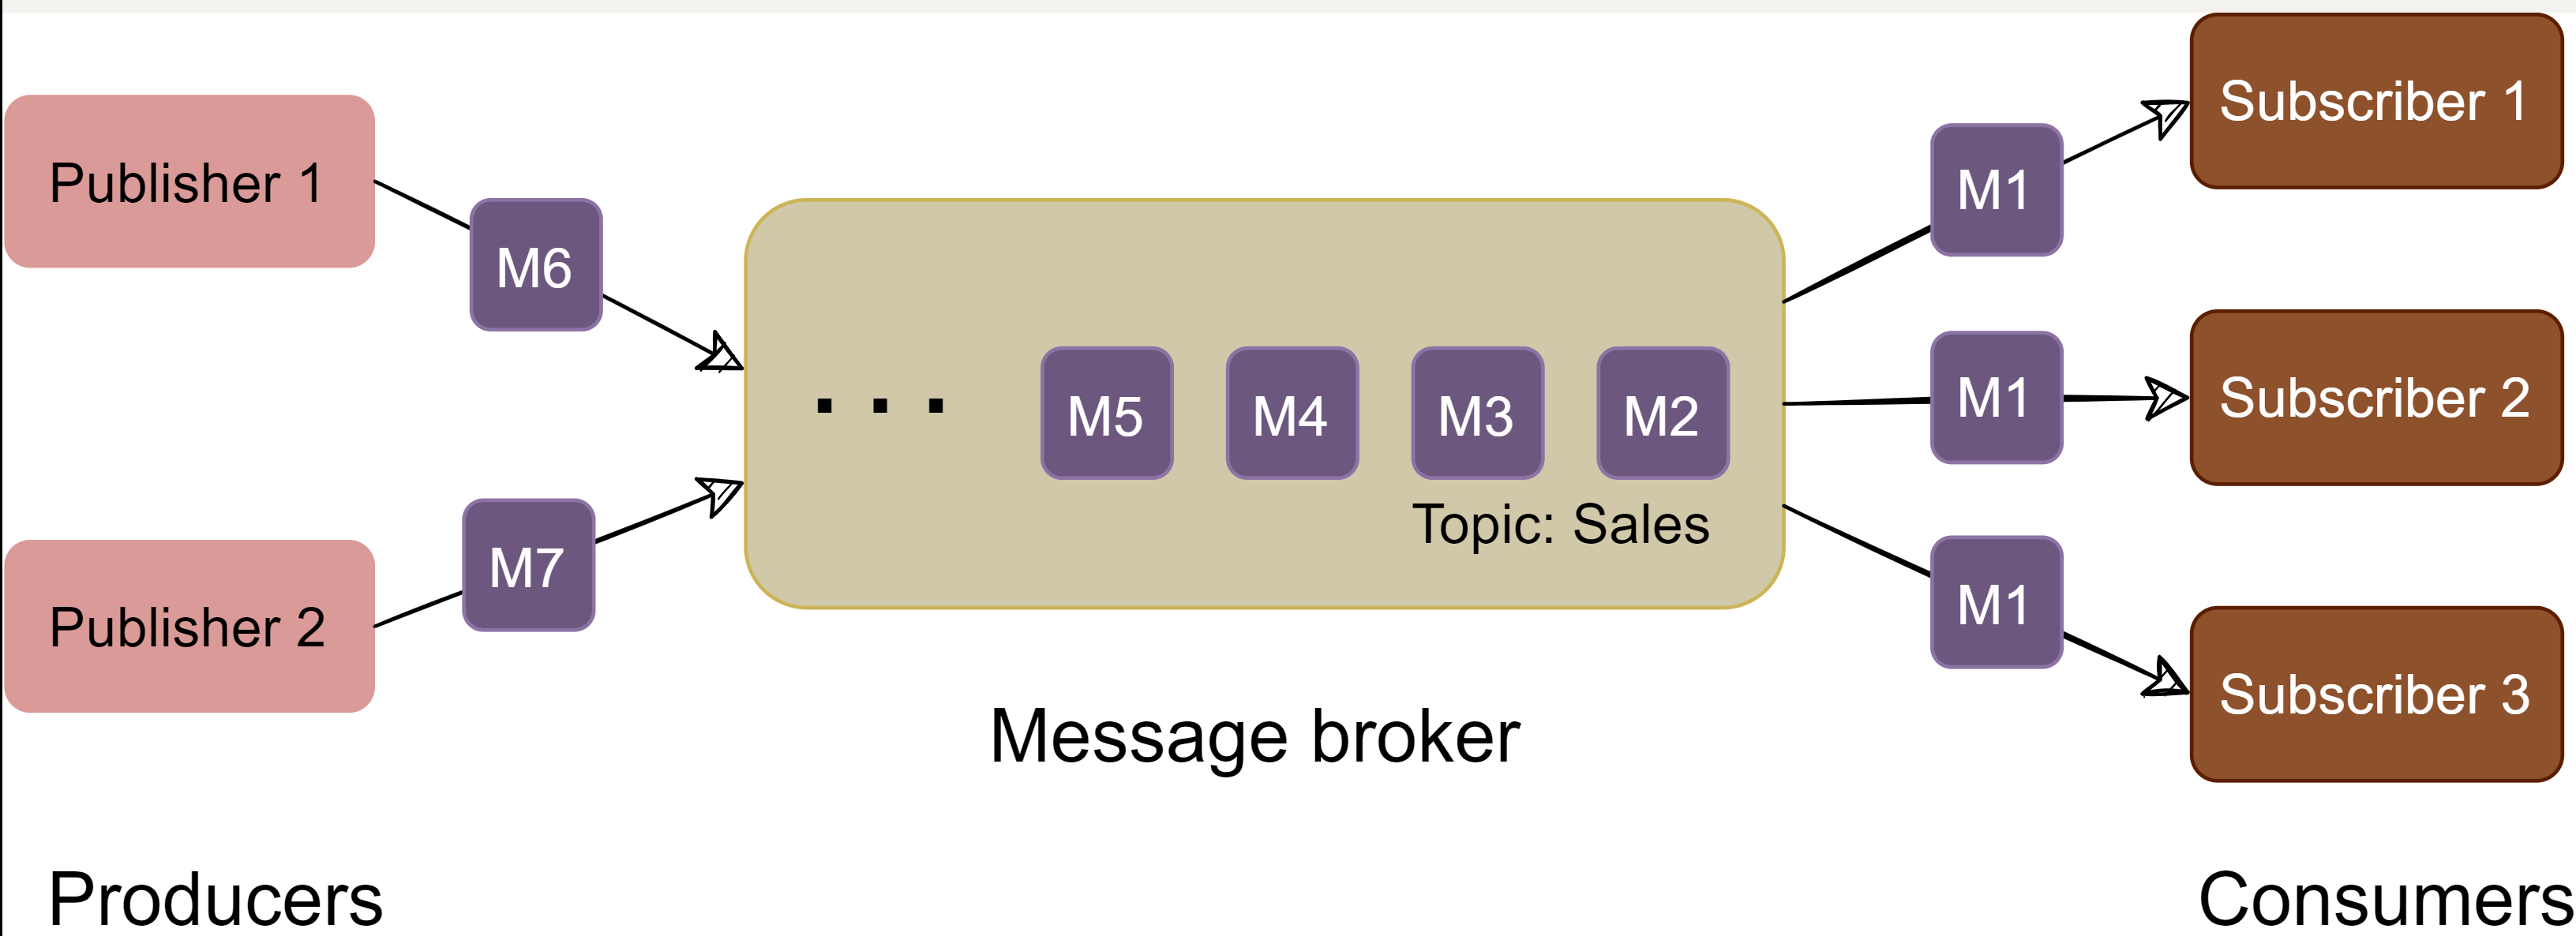 Publisher 1
M6
Publisher 2
M7
. . .
M5
M4
M3
M2
Topic: Sales
Message broker
M1
M1
M1
Subscriber 1
Subscriber 2
Subscriber 3
Producers
Consumers